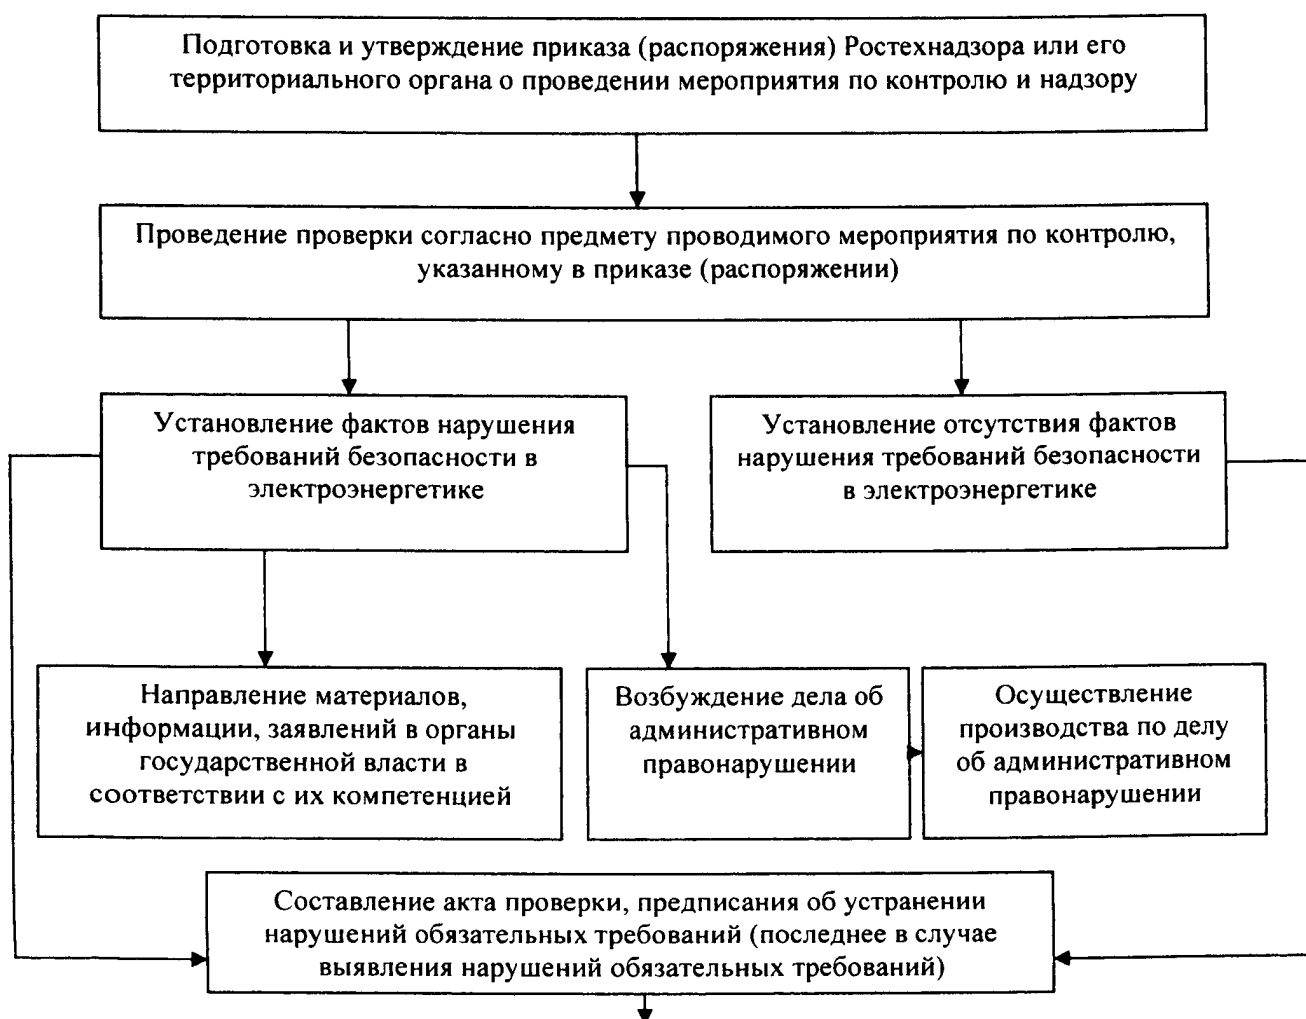 Подготовка и утверждение приказа (распоряжения) Ростехнадзора или его
территориального органа о проведении мероприятия по контролю и надзору
Проведение проверки согласно предмету проводимого мероприятия по контролю,
указанному в приказе (распоряжении)
Установление фактов нарушения
требований безопасности в
электроэнергетике
Установление отсутствия фактов
нарушения требований безопасности
в электроэнергетике
Направление материалов,
информации, заявлений в органы
государственной власти в
соответствии с их компетенцией
Возбуждение дела об
административном
правонарушении
Осуществление
производства по делу
об административном
правонарушении
Составление акта проверки, предписания об устранении
нарушений обязательных требований (последнее в случае
выявления нарушений обязательных требований)